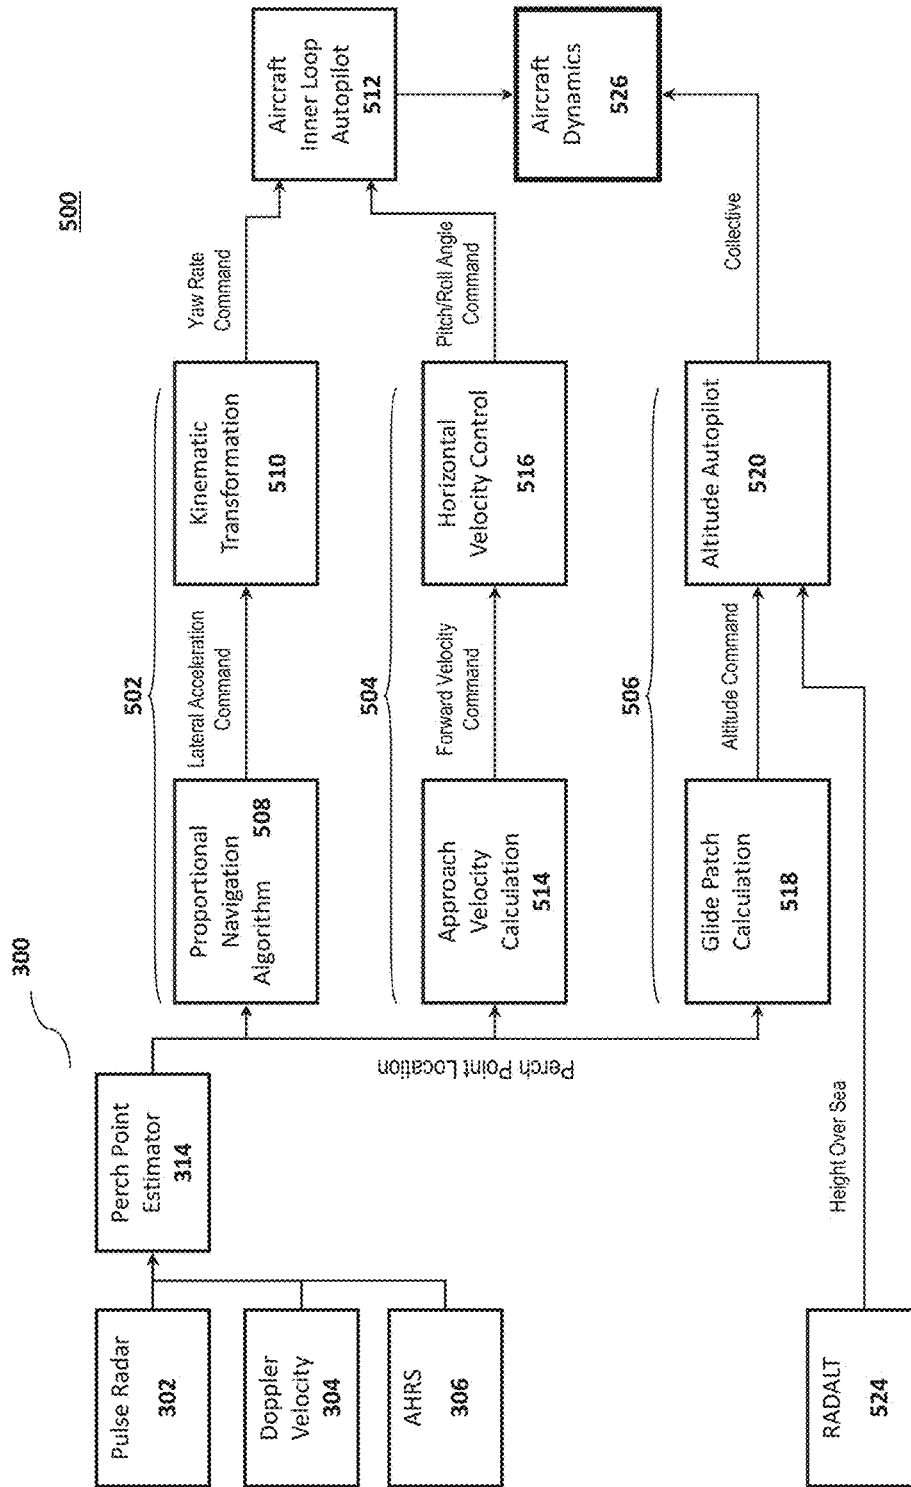 500
300
Pulse Radar
302
Doppler
Velocity
304
AHRS
306
RADALT
524
Perch Point
Estimator
314
Perch Point Location
Height Over Sea
502
Proportional
Navigation
Algorithm
508
Lateral Acceleration
Command
Kinematic
Transformation
510
Yaw Rate
Command
504
Approach
Velocity
Calculation
514
Forward Velocity
Command
Horizontal
Velocity Control
516
Pitch/Roll Angle
Command
506
Glide Patch
Calculation
518
Altitude Command
Altitude Autopilot
520
Collective
Aircraft
Inner Loop
Autopilot
512
Aircraft
Dynamics
526